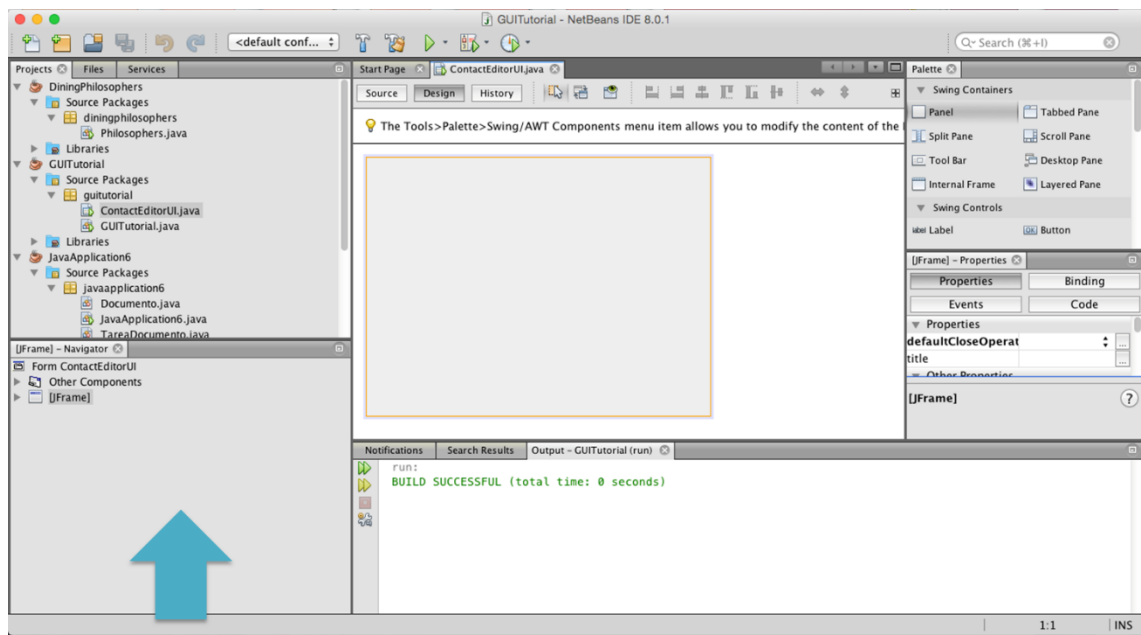 GUITutorial - NetBeans IDE 8.0.1
<default conf...
Search (⌘+I)
Projects
Files
Services
DiningPhilosophers
Source Packages
diningphilosophers
Philosophers.java
Libraries
GUITutorial
Source Packages
guitutorial
ContactEditorUI.java
GUITutorial.java
Libraries
JavaApplication6
Source Packages
javaapplication6
Documento.java
JavaApplication6.java
TareaDocumento.java
[JFrame] - Navigator
Form ContactEditorUI
Other Components
[JFrame]
Start Page
ContactEditorUI.java
Source
Design
History
The Tools>Palette>Swing/AWT Components menu item allows you to modify the content of the
Notifications
Search Results
Output - GUITutorial (run)
run:
BUILD SUCCESSFUL (total time: 0 seconds)
Palette
Swing Containers
Panel
Tabbed Pane
Split Pane
Scroll Pane
Tool Bar
Desktop Pane
Internal Frame
Layered Pane
Swing Controls
label Label
OK Button
[JFrame] - Properties
Properties
Binding
Events
Code
Properties
defaultCloseOperat
...
title
...
Other Properties
[JFrame]
?
1:1
INS